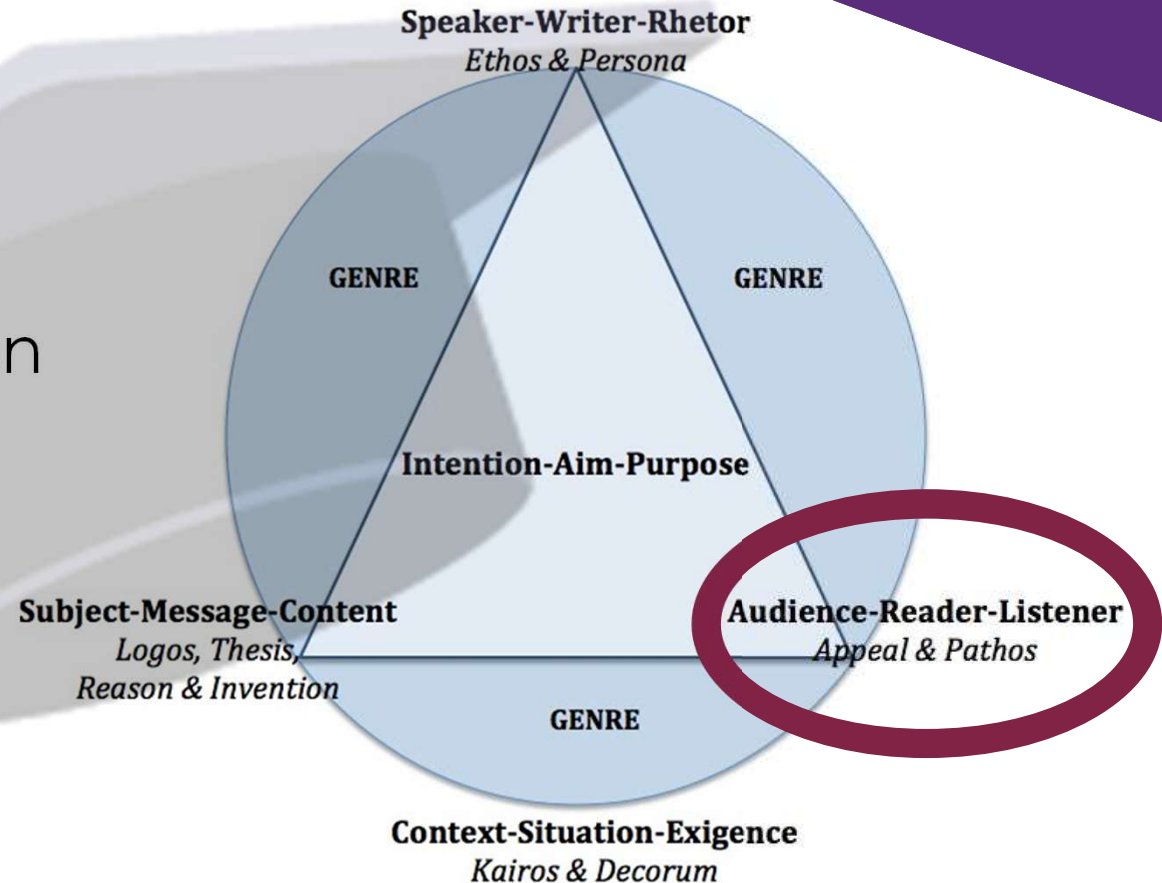 Speaker-Writer-Rhetor
Ethos & Persona
GENRE
GENRE
n
Intention-Aim-Purpose
Subject-Message-Content
Logos, Thesis,
Reason & Invention
Audience-Reader-Listener
Appeal & Pathos
GENRE
Context-Situation-Exigence
Kairos & Decorum